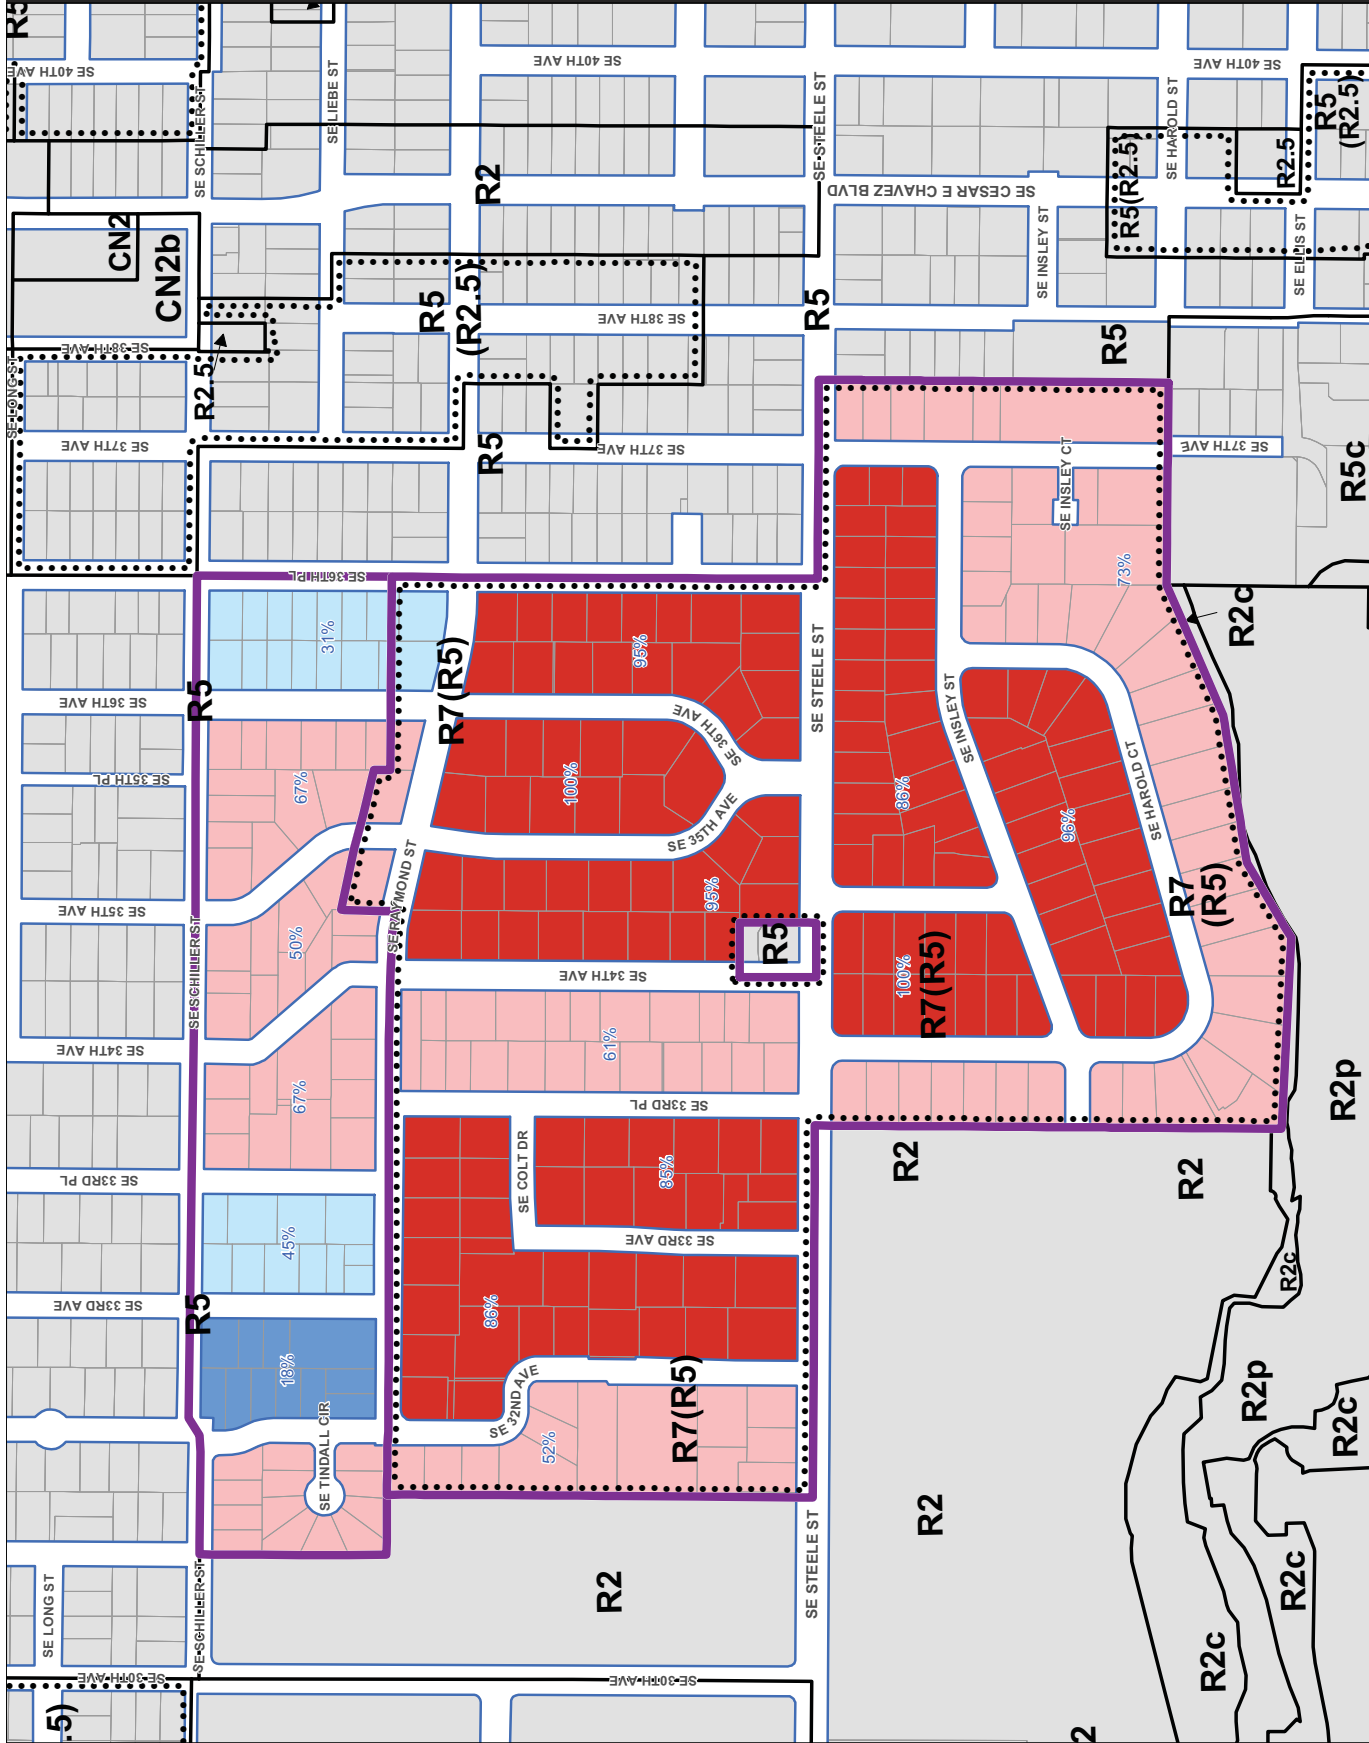 R5
SE 40TH AVE
SE SCHILLER ST
SE LIEBE ST
SE 40TH AVE
SE STEELE ST
SE HAROLD ST
SE 40TH AVE
R5
(R2.5)
R2.5
R5(R2.5)
SE CESAR E CHAVEZ BLVD
R2
CN2
CN2b
SE INSLEY ST
SE ELLIS ST
R5
(R2.5)
SE 38TH AVE
R5
R5
SE 38TH AVE
SE LONG ST
R2.5
SE 37TH AVE
R5
SE 37TH AVE
SE INSLEY CT
SE 37TH AVE
R5c
SE 36TH PL
73%
R2c
31%
R7(R5)
95%
SE STEELE ST
SE INSLEY ST
R5
SE 36TH AVE
SE 36TH AVE
SE 35TH PL
67%
100%
86%
96%
SE HAROLD CT
SE 35TH AVE
SE RAYMOND ST
95%
R7
(R5)
SE 35TH AVE
SE SCHILLER ST
50%
R5
SE 34TH AVE
100%
R7(R5)
SE 34TH AVE
67%
61%
SE 33RD PL
R2p
SE 33RD PL
SE COLT DR
85%
R2
R2
45%
SE 33RD AVE
R2c
SE 33RD AVE
R5
86%
18%
SE 32ND AVE
R7(R5)
R2p
R2c
SE TINDALL CIR
52%
R2
SE LONG ST
SE SCHILLER ST
R2
SE STEELE ST
R2c
R2c
SE 30TH AVE
SE 30TH AVE
5)
2